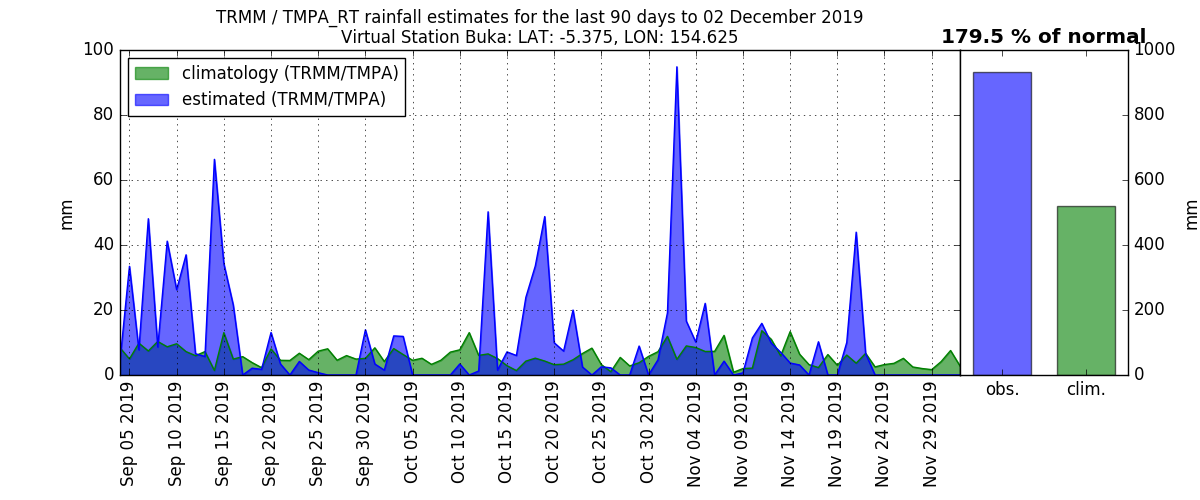 TRMM / TMPA_RT rainfall estimates for the last 90 days to 02 December 2019
Virtual Station Buka: LAT: -5.375, LON: 154.625
179.5 % of normal
climatology (TRMM/TMPA)
estimated (TRMM/TMPA)
100
80
60
40
20
0
mm
Sep 05 2019
Sep 10 2019
Sep 15 2019
Sep 20 2019
Sep 25 2019
Sep 30 2019
Oct 05 2019
Oct 10 2019
Oct 15 2019
Oct 20 2019
Oct 25 2019
Oct 30 2019
Nov 04 2019
Nov 09 2019
Nov 14 2019
Nov 19 2019
Nov 24 2019
Nov 29 2019
obs.
clim.
1000
800
600
400
200
0
mm